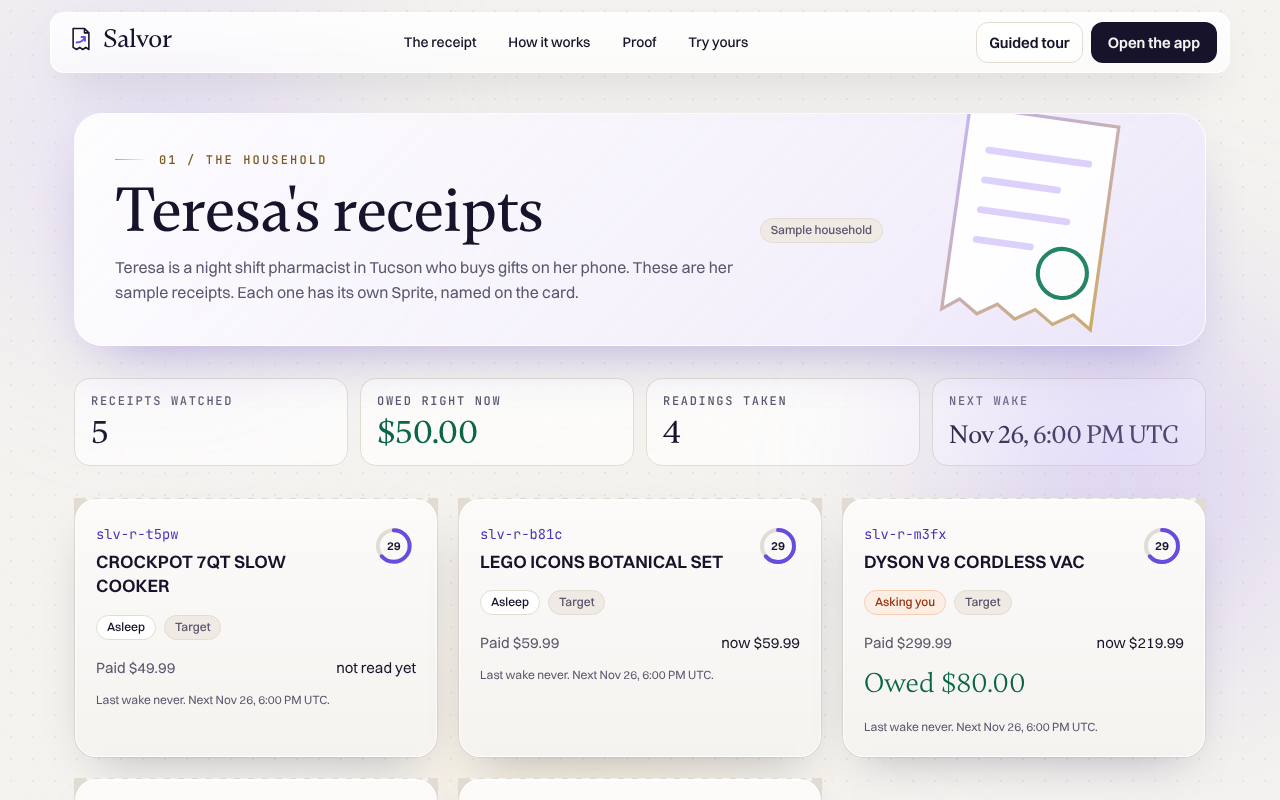 Salvor
The receipt
How it works
Proof
Try yours
Guided tour
Open the app
01 / THE HOUSEHOLD
Teresa's receipts
Teresa is a night shift pharmacist in Tucson who buys gifts on her phone. These are her
sample receipts. Each one has its own Sprite, named on the card.
Sample household
RECEIPTS WATCHED
5
OWED RIGHT NOW
$50.00
READINGS TAKEN
4
NEXT WAKE
Nov 26, 6:00 PM UTC
slv-r-t5pw
29
CROCKPOT 7QT SLOW
COOKER
Asleep
Target
Paid $49.99
not read yet
Last wake never. Next Nov 26, 6:00 PM UTC.
slv-r-b81c
29
LEGO ICONS BOTANICAL SET
Asleep
Target
Paid $59.99
now $59.99
Last wake never. Next Nov 26, 6:00 PM UTC.
slv-r-m3fx
29
DYSON V8 CORDLESS VAC
Asking you
Target
Paid $299.99
now $219.99
Owed $80.00
Last wake never. Next Nov 26, 6:00 PM UTC.